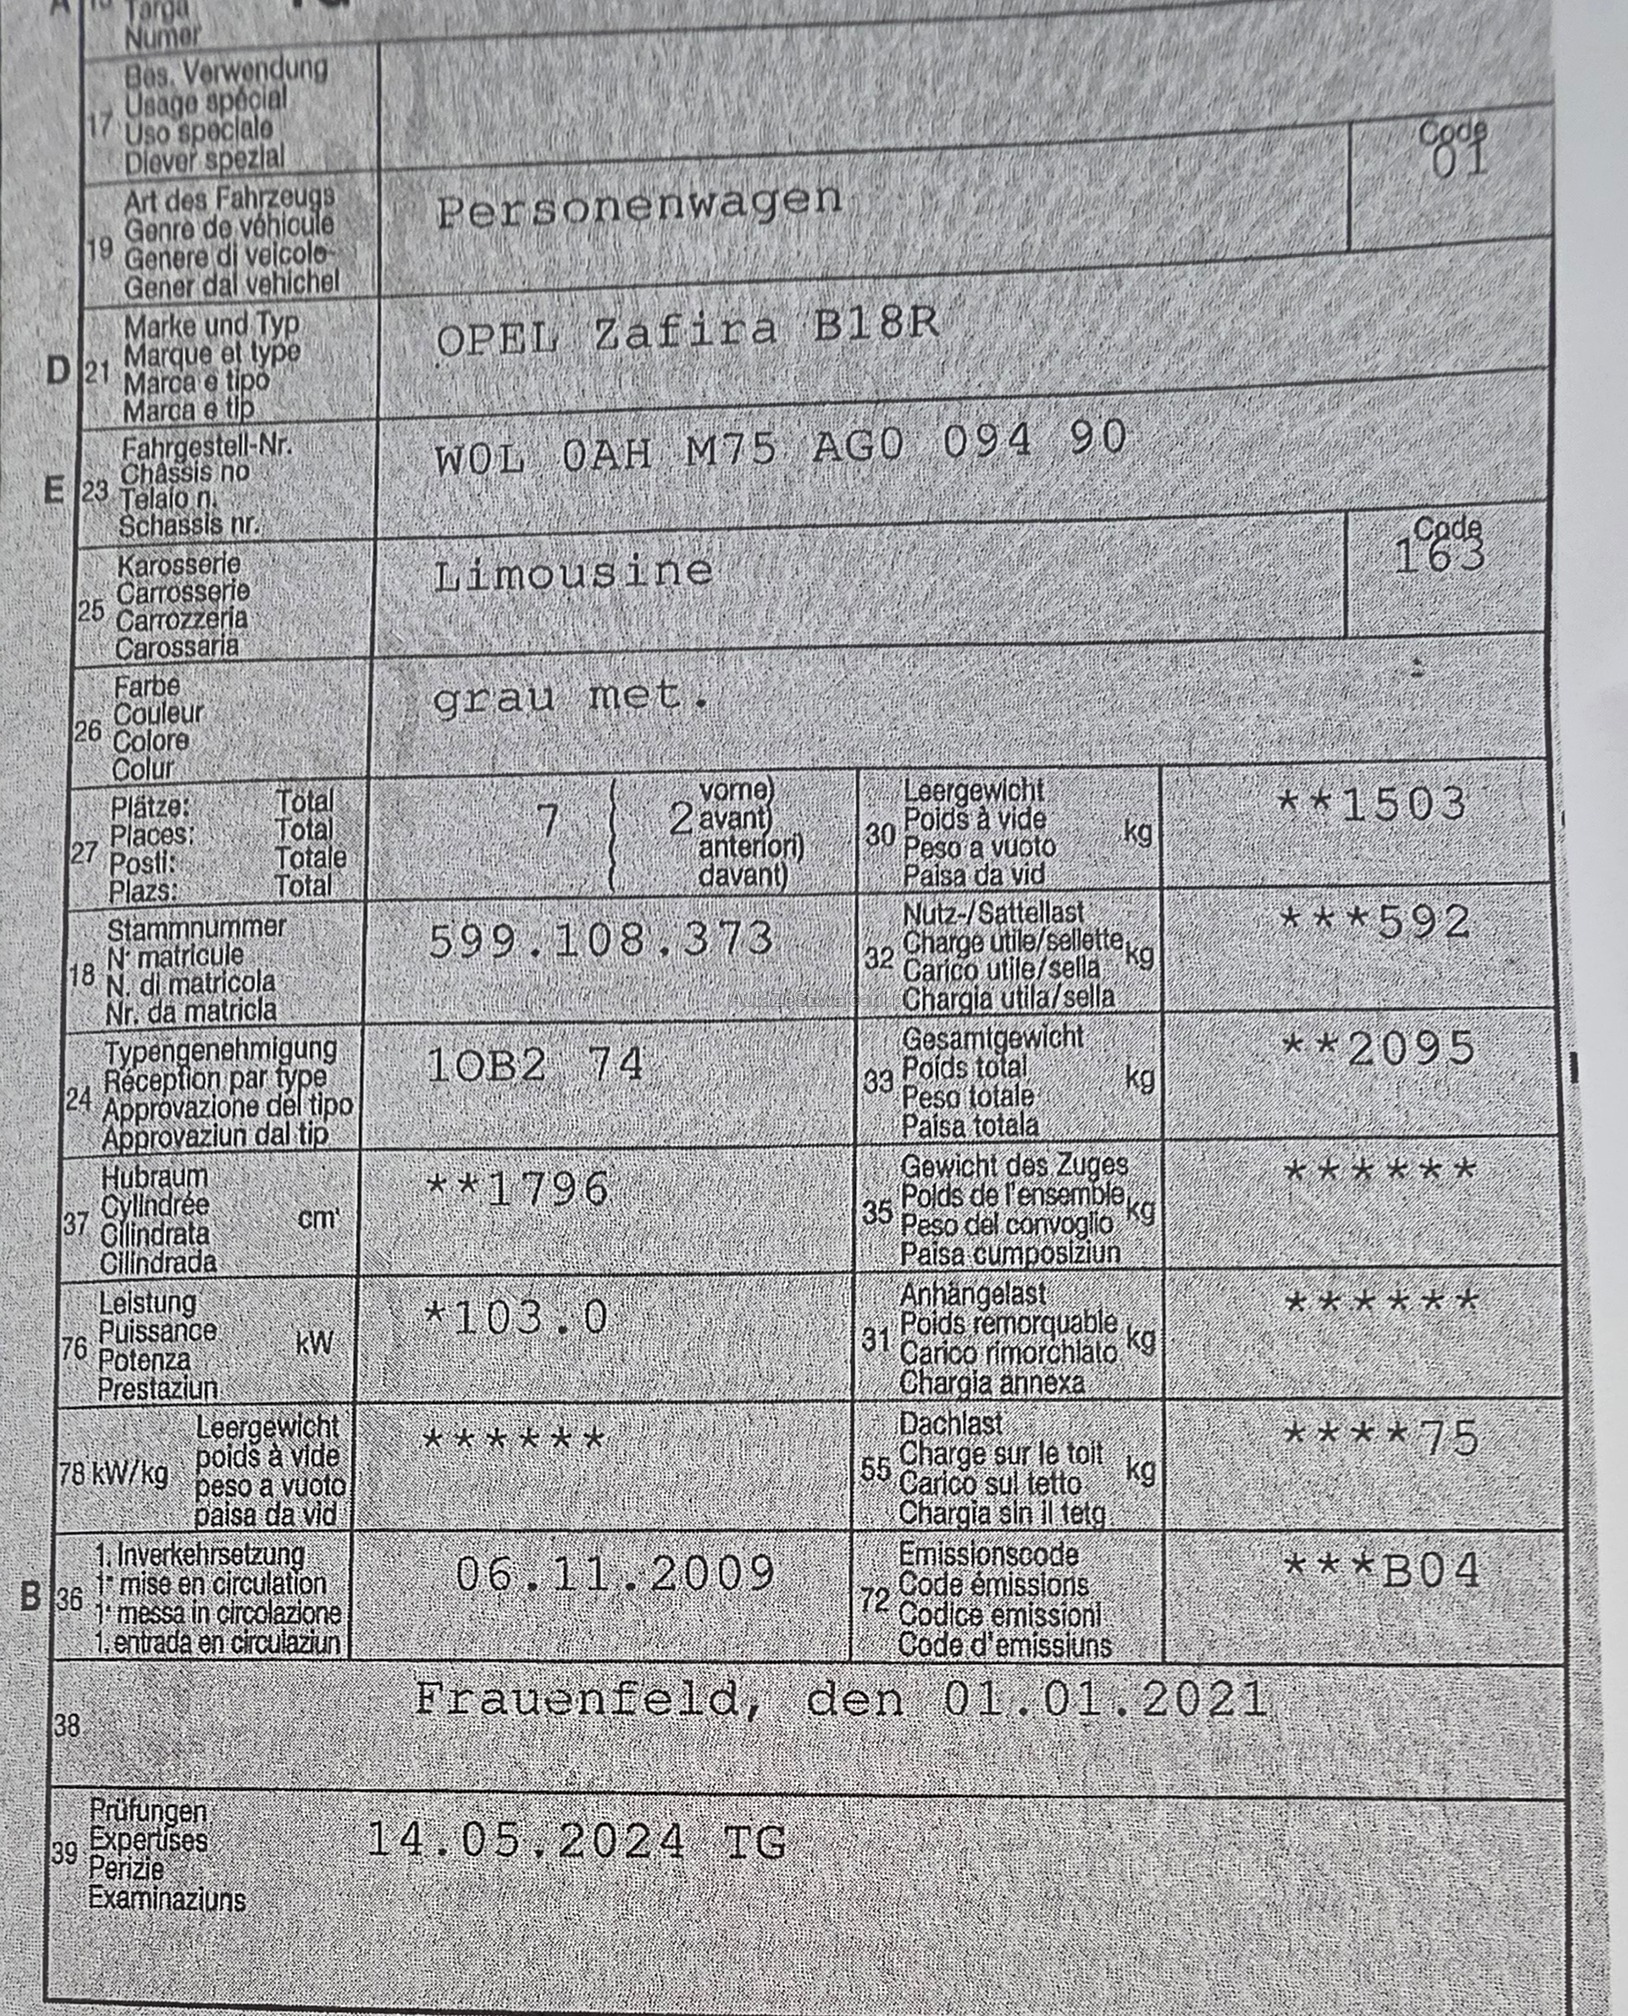 A
Targa
Numer
17
Bes. Verwendung
Usage spécial
Uso speciale
Diever spezial
19
Art des Fahrzeugs
Genre de véhicule
Genere di veicolo
Gener dal vehichel
Personenwagen
Code
01
D 21
Marke und Typ
Marque et type
Marca e tipo
Marca e tip
OPEL Zafira B18R
E 23
Fahrgestell-Nr.
Châssis no
Telaio n.
Schassis nr.
W0L 0AH M75 AG0 094 90
25
Karosserie
Carrosserie
Carrozzeria
Carossaria
Limousine
Code
163
26
Farbe
Couleur
Colore
Colur
grau met.
27
Plätze: Total
Places: Total
Posti: Totale
Plazs: Total
7 ( 2
vorne)
avant)
anteriori)
davant)
30
Leergewicht
Poids à vide
Peso a vuoto
Paisa da vid
kg
**1503
18
Stammnummer
N° matricule
N. di matricola
Nr. da matricla
599.108.373
32
Nutz-/Sattellast
Charge utile/sellette
Carico utile/sella
Chargia utila/sella
kg
***592
24
Typengenehmigung
Réception par type
Approvazione del tipo
Approvaziun dal tip
1OB2 74
33
Gesamtgewicht
Poids total
Peso totale
Paisa totala
kg
**2095
37
Hubraum
Cylindrée
Cilindrata
Cilindrada
cm³
**1796
35
Gewicht des Zuges
Poids de l'ensemble
Peso del convoglio
Paisa cumposiziun
kg
******
76
Leistung
Puissance
Potenza
Prestaziun
kW
*103.0
31
Anhängelast
Poids remorquable
Carico rimorchiato
Chargia annexa
kg
******
78 kW/kg
Leergewicht
poids à vide
peso a vuoto
paisa da vid
******
55
Dachlast
Charge sur le toit
Carico sul tetto
Chargia sin il tetg
kg
****75
B 36
1. Inverkehrsetzung
1ʳ mise en circulation
1ᵃ messa in circolazione
1. entrada en circulaziun
06.11.2009
72
Emissionscode
Code émissions
Codice emissioni
Code d'emissiuns
***B04
38
Frauenfeld, den 01.01.2021
39
Prüfungen
Expertises
Perizie
Examinaziuns
14.05.2024 TG